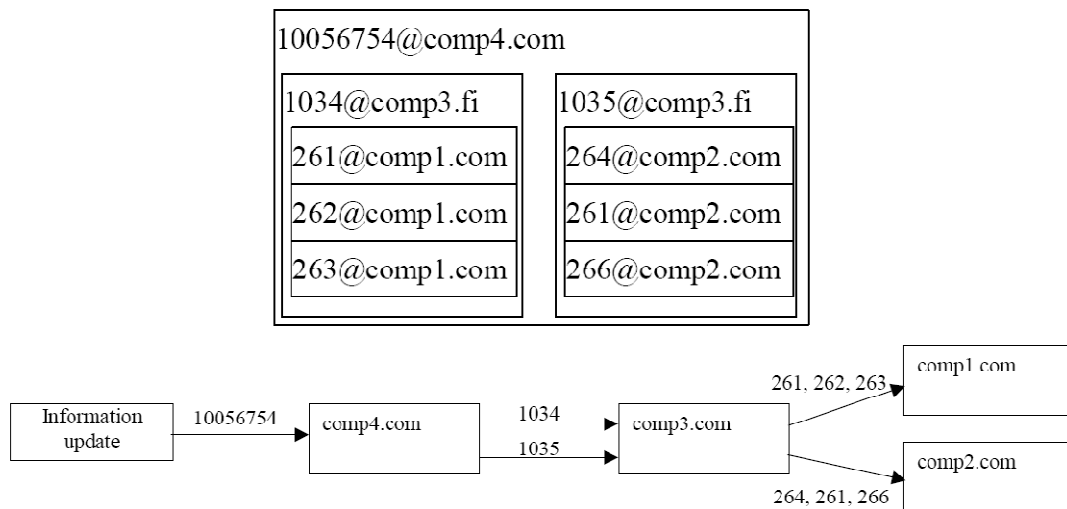 10056754@comp4.com
1034@comp3.fi
261@comp1.com
262@comp1.com
263@comp1.com
1035@comp3.fi
264@comp2.com
261@comp2.com
266@comp2.com
Information
update
10056754
comp4.com
1034
1035
comp3.com
261, 262, 263
comp1.com
comp2.com
264, 261, 266